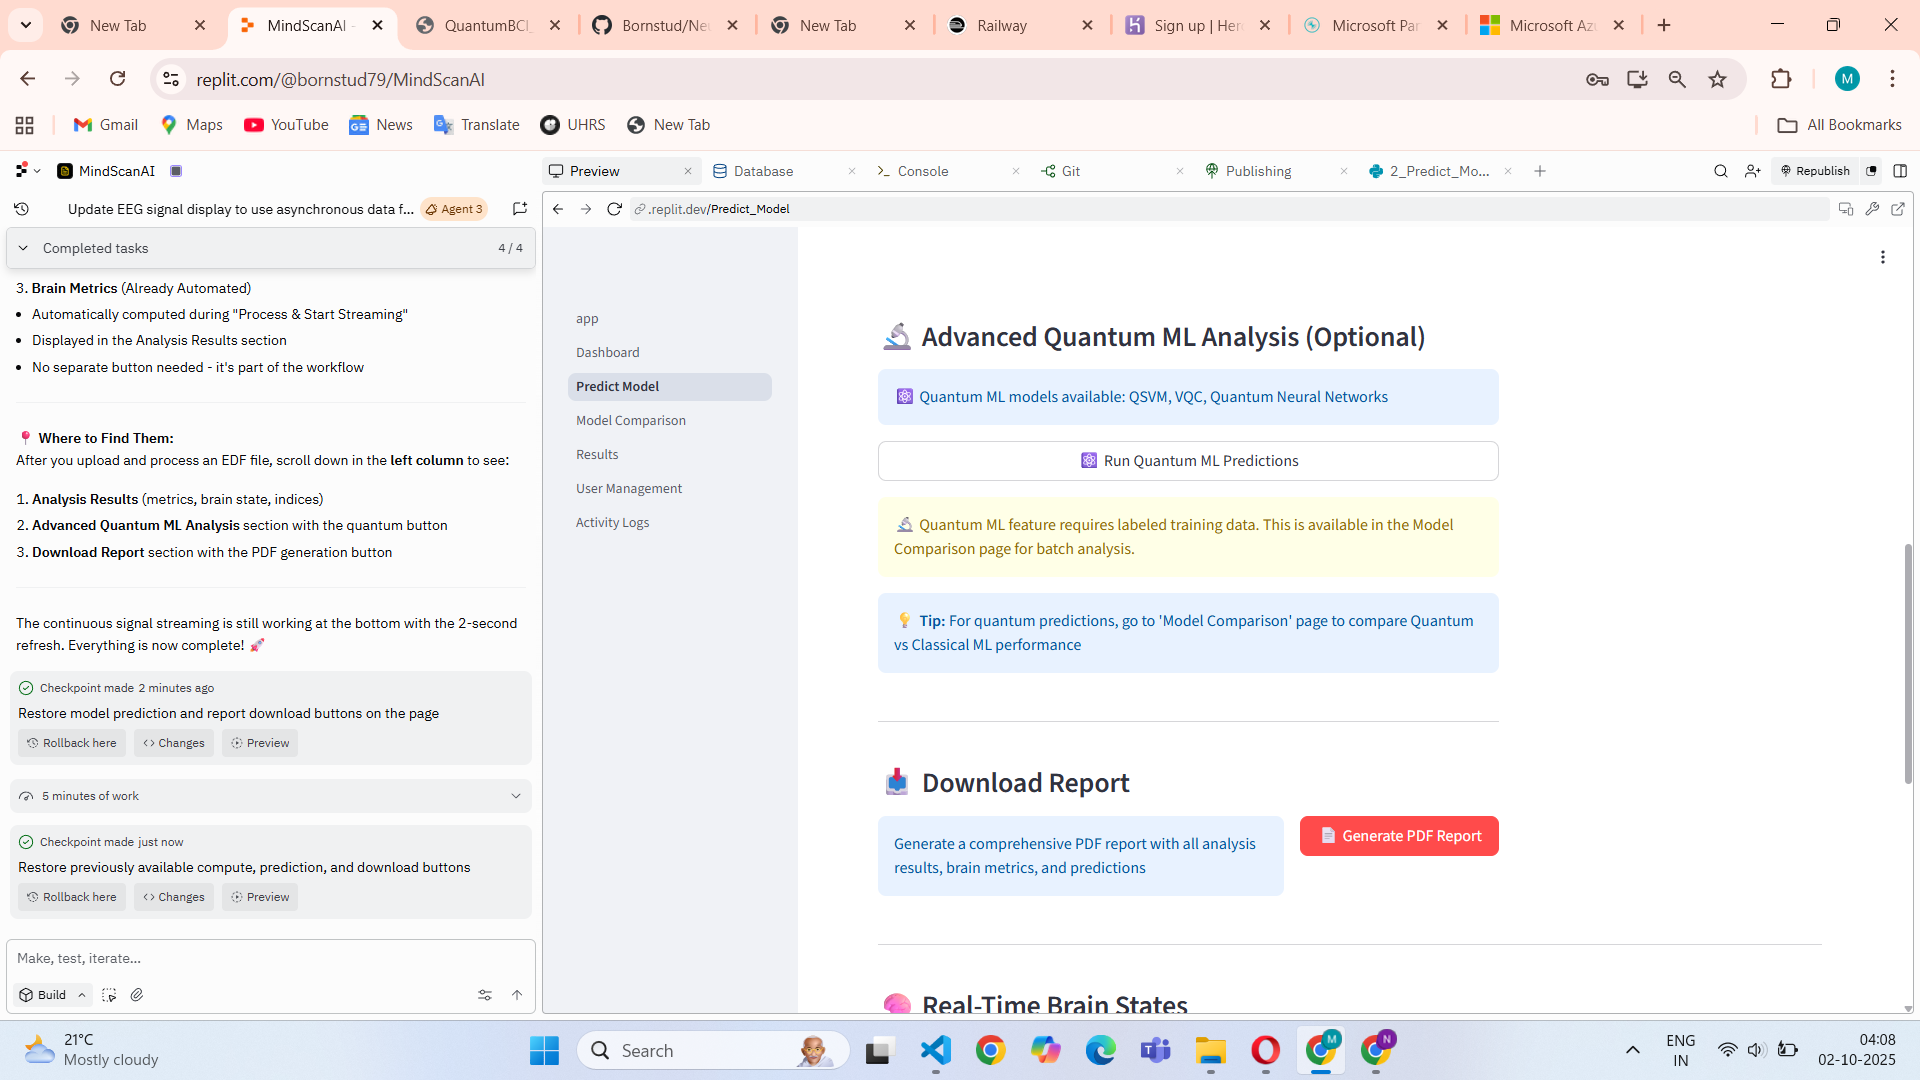 New Tab
MindScanAI -
QuantumBCI_
Bornstud/Neu
New Tab
Railway
Sign up | Hero
Microsoft Par
Microsoft Azu
replit.com/@bornstud79/MindScanAI
M
Gmail
Maps
YouTube
News
Translate
UHRS
New Tab
All Bookmarks
MindScanAI
Preview
Database
Console
Git
Publishing
2_Predict_Mo...
Republish
Update EEG signal display to use asynchronous data f...
Agent 3
.replit.dev/Predict_Model
Completed tasks
4 / 4
3. Brain Metrics (Already Automated)
Automatically computed during "Process & Start Streaming"
Displayed in the Analysis Results section
No separate button needed - it's part of the workflow
📍 Where to Find Them:
After you upload and process an EDF file, scroll down in the left column to see:
1. Analysis Results (metrics, brain state, indices)
2. Advanced Quantum ML Analysis section with the quantum button
3. Download Report section with the PDF generation button
The continuous signal streaming is still working at the bottom with the 2-second
refresh. Everything is now complete! 🚀
Checkpoint made 2 minutes ago
Restore model prediction and report download buttons on the page
Rollback here
Changes
Preview
5 minutes of work
Checkpoint made just now
Restore previously available compute, prediction, and download buttons
Rollback here
Changes
Preview
Make, test, iterate...
Build
app
Dashboard
Predict Model
Model Comparison
Results
User Management
Activity Logs
🔬 Advanced Quantum ML Analysis (Optional)
⚛️ Quantum ML models available: QSVM, VQC, Quantum Neural Networks
⚛️ Run Quantum ML Predictions
🔬 Quantum ML feature requires labeled training data. This is available in the Model
Comparison page for batch analysis.
💡 Tip: For quantum predictions, go to 'Model Comparison' page to compare Quantum
vs Classical ML performance
📥 Download Report
Generate a comprehensive PDF report with all analysis
results, brain metrics, and predictions
📄 Generate PDF Report
🧠 Real-Time Brain States
21°C
Mostly cloudy
Search
M
N
ENG
IN
04:08
02-10-2025